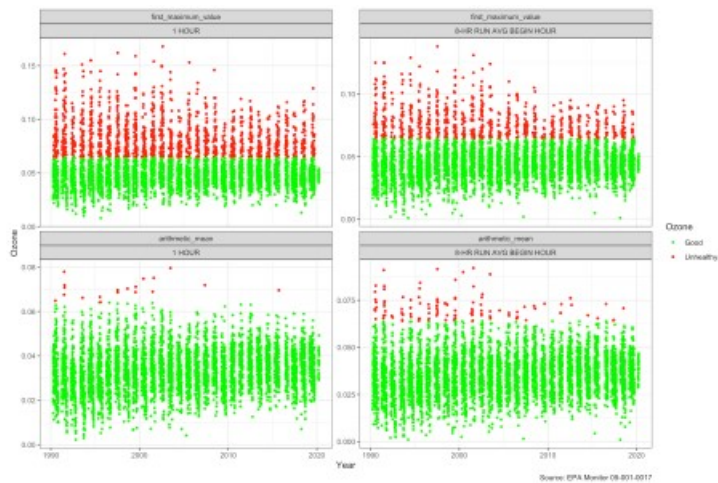 first_maximum_value
first_maximum_value
1 HOUR
8-HR RUN AVG BEGIN HOUR
0.15
0.10
0.05
0.00
0.10
0.05
0.00
Ozone
arithmetic_mean
arithmetic_mean
1 HOUR
8-HR RUN AVG BEGIN HOUR
0.08
0.06
0.04
0.02
0.00
0.075
0.050
0.025
0.000
1990
2000
2010
2020
1990
2000
2010
2020
Year
Ozone
Good
Unhealthy
Source: EPA Monitor 09-001-0017